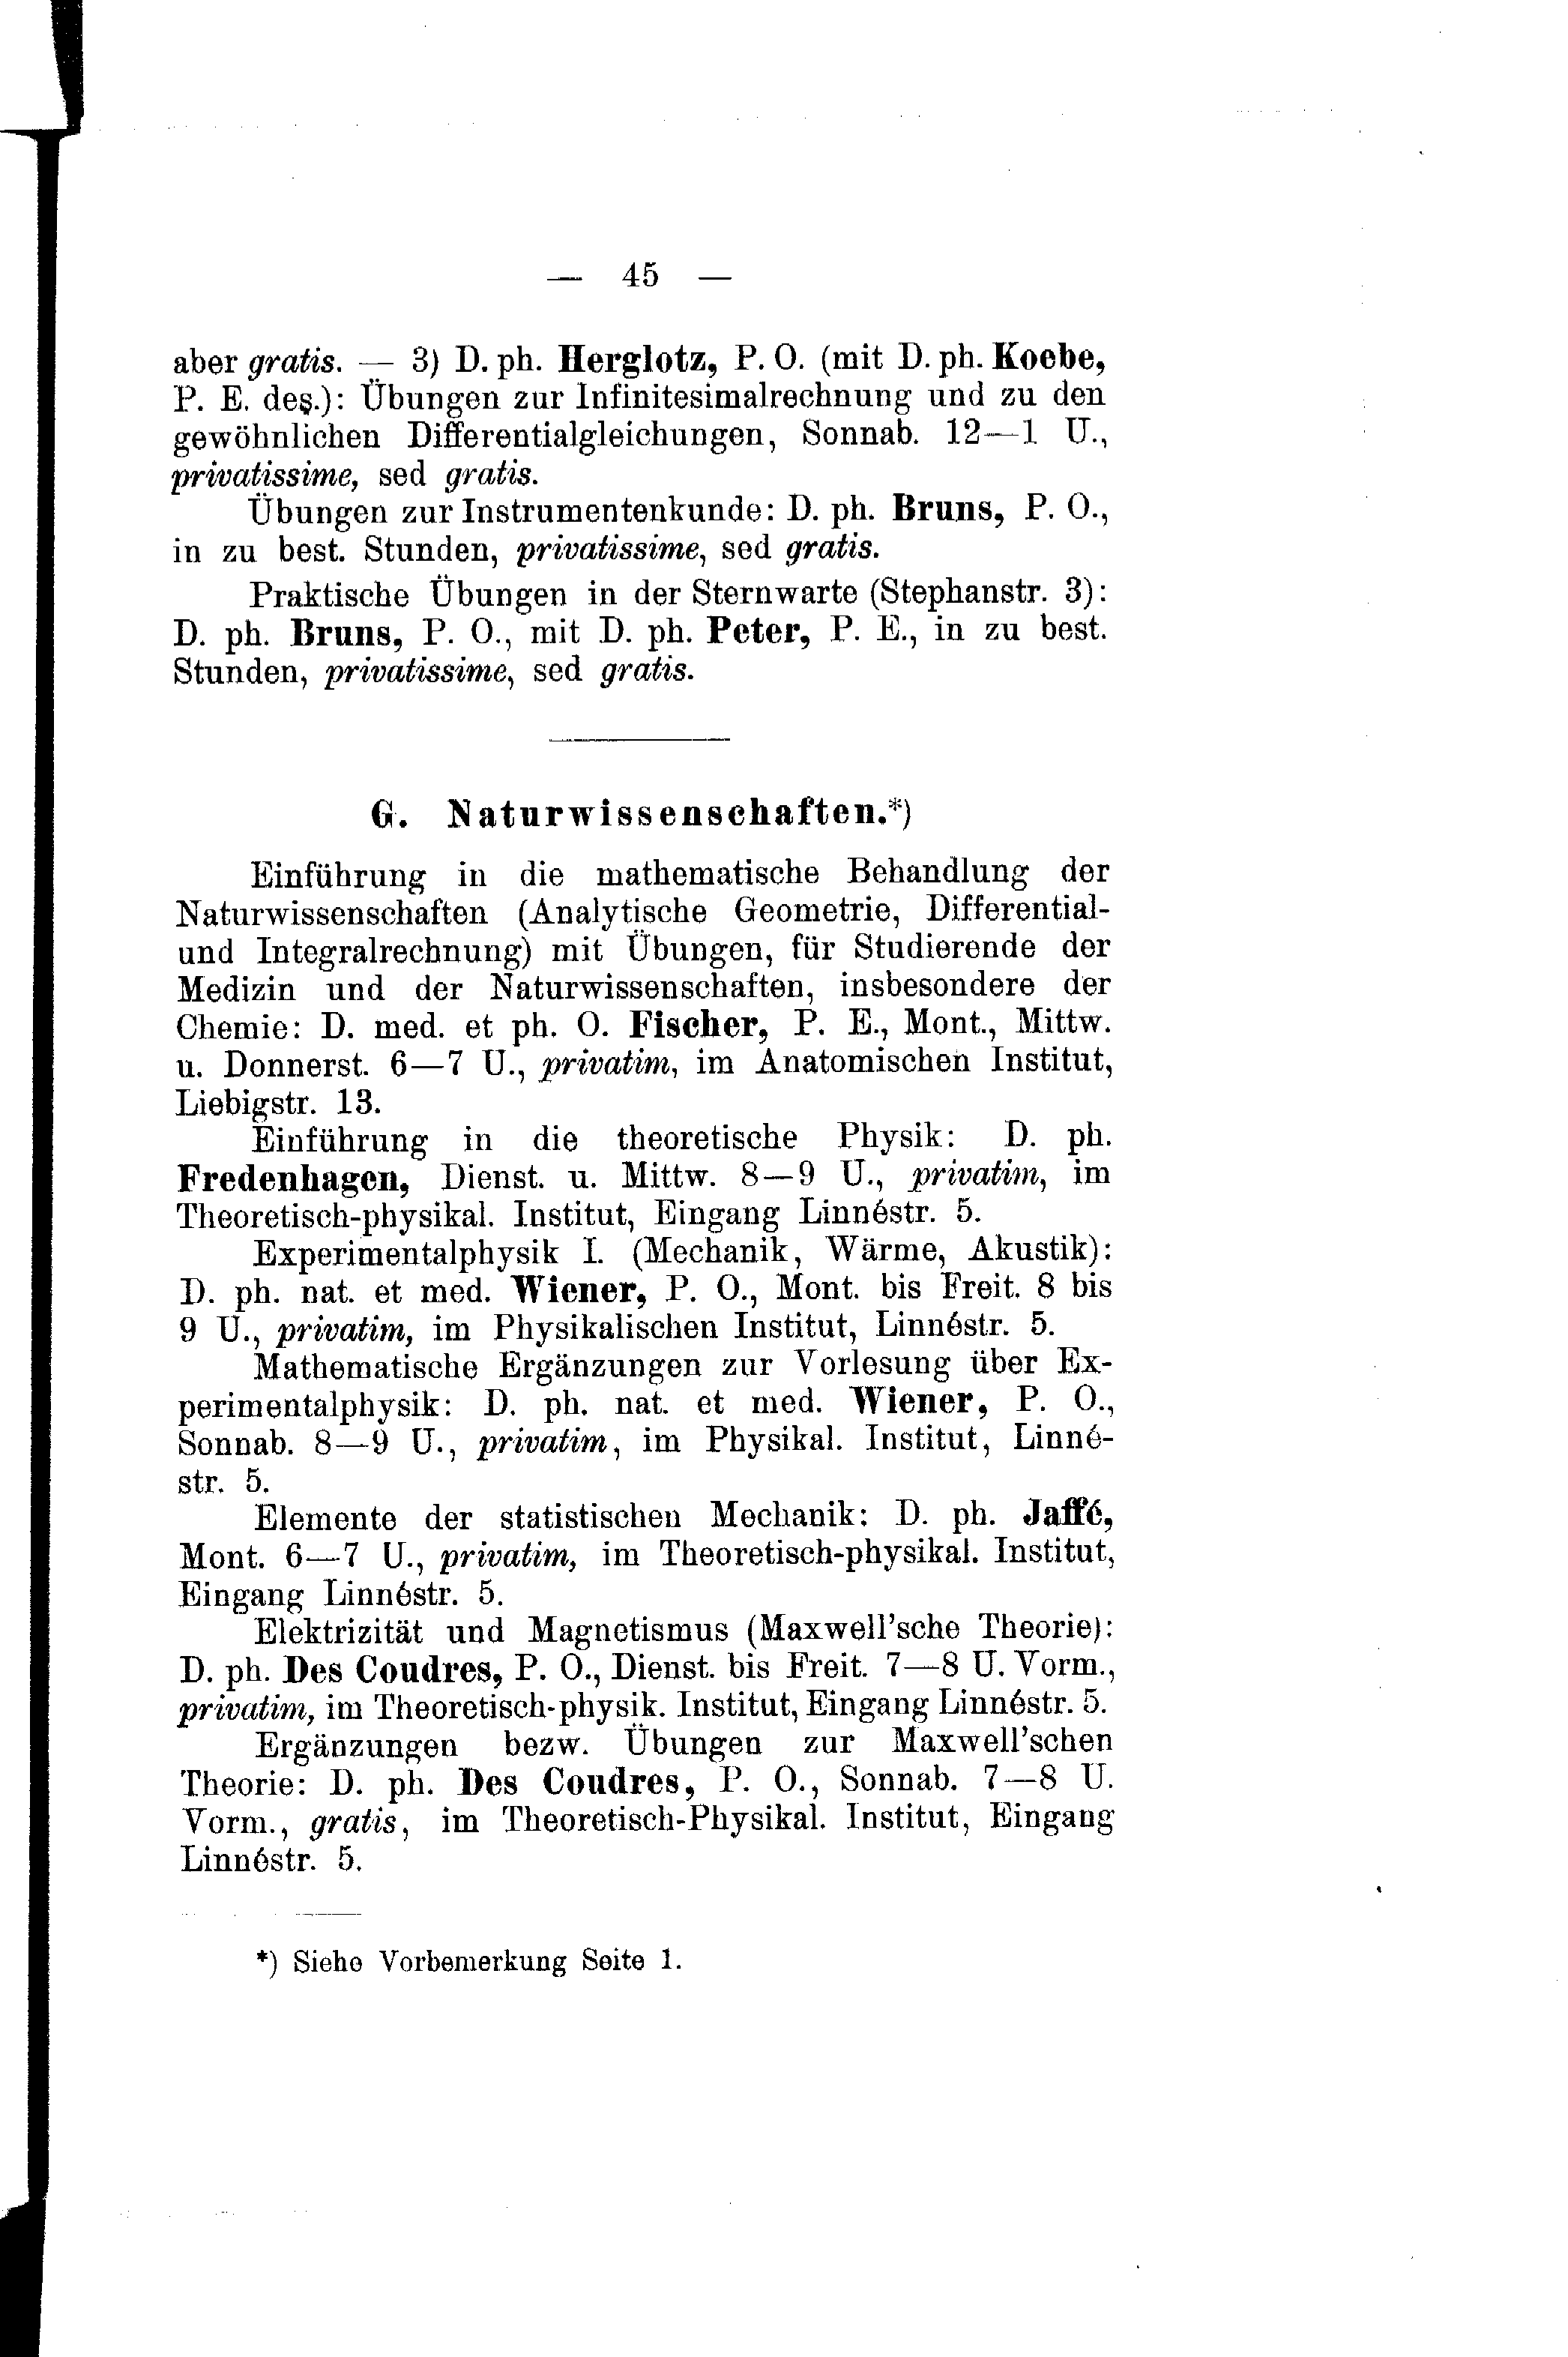 — 45 —
aber gratis. — 3) D. ph. Herglotz, P. O. (mit D. ph. Koebe,
P. E. des.): Übungen zur Infinitesimalrechnung und zu den
gewöhnlichen Differentialgleichungen, Sonnab. 12—1 U.,
privatissime, sed gratis.
Übungen zur Instrumentenkunde: D. ph. Bruns, P. O.,
in zu best. Stunden, privatissime, sed gratis.
Praktische Übungen in der Sternwarte (Stephanstr. 3):
D. ph. Bruns, P. O., mit D. ph. Peter, P. E., in zu best.
Stunden, privatissime, sed gratis.
G. Naturwissenschaften.*)
Einführung in die mathematische Behandlung der
Naturwissenschaften (Analytische Geometrie, Differential-
und Integralrechnung) mit Übungen, für Studierende der
Medizin und der Naturwissenschaften, insbesondere der
Chemie: D. med. et ph. O. Fischer, P. E., Mont., Mittw.
u. Donnerst. 6—7 U., privatim, im Anatomischen Institut,
Liebigstr. 13.
Einführung in die theoretische Physik: D. ph.
Fredenhagen, Dienst. u. Mittw. 8—9 U., privatim, im
Theoretisch-physikal. Institut, Eingang Linnéstr. 5.
Experimentalphysik I. (Mechanik, Wärme, Akustik):
D. ph. nat. et med. Wiener, P. O., Mont. bis Freit. 8 bis
9 U., privatim, im Physikalischen Institut, Linnéstr. 5.
Mathematische Ergänzungen zur Vorlesung über Ex-
perimentalphysik: D. ph. nat. et med. Wiener, P. O.,
Sonnab. 8—9 U., privatim, im Physikal. Institut, Linné-
str. 5.
Elemente der statistischen Mechanik: D. ph. Jaffé,
Mont. 6—7 U., privatim, im Theoretisch-physikal. Institut,
Eingang Linnéstr. 5.
Elektrizität und Magnetismus (Maxwell'sche Theorie):
D. ph. Des Coudres, P. O., Dienst. bis Freit. 7—8 U. Vorm.,
privatim, im Theoretisch-physik. Institut, Eingang Linnéstr. 5.
Ergänzungen bezw. Übungen zur Maxwell'schen
Theorie: D. ph. Des Coudres, P. O., Sonnab. 7—8 U.
Vorm., gratis, im Theoretisch-Physikal. Institut, Eingang
Linnéstr. 5.
*) Siehe Vorbemerkung Seite 1.